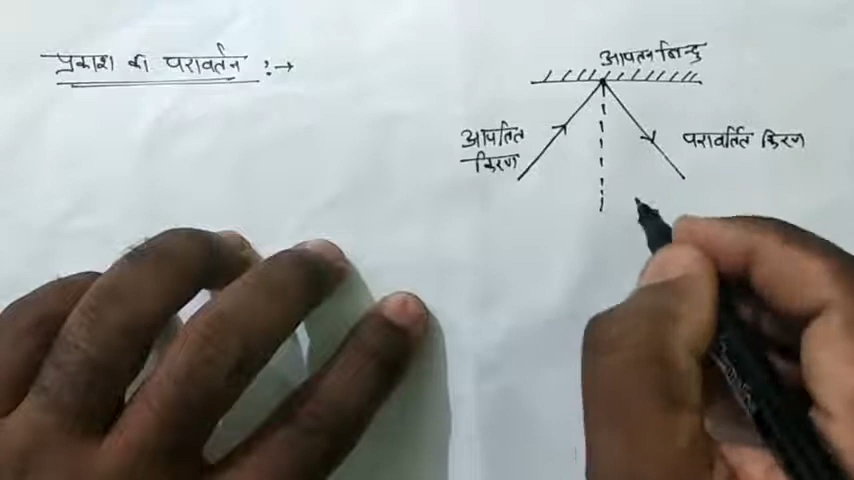 प्रकाश का परावर्तन :→
आपतन बिन्दु
आपतित
किरण
परावर्तित किरण